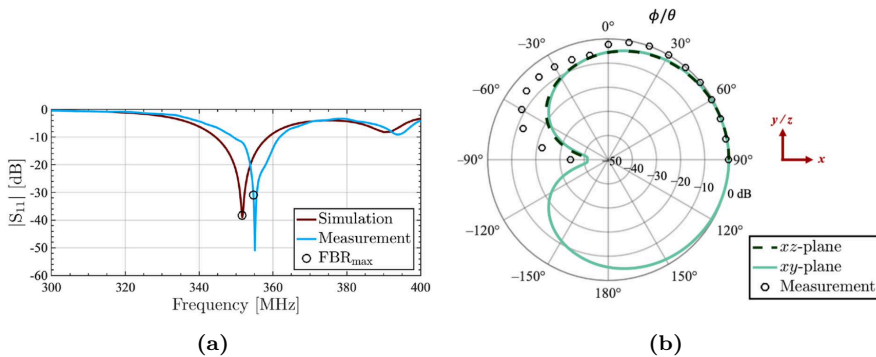 0
-10
-20
-30
-40
-50
-60
|S₁₁| [dB]
300
320
340
360
380
400
Frequency [MHz]
Simulation
Measurement
FBRmax
(a)
ϕ/θ
0°
−30°
30°
−60°
60°
-90°
90°
−120°
120°
−150°
150°
180°
−50
−40
−30
−20
−10
0 dB
y/z
x
xz-plane
xy-plane
Measurement
(b)